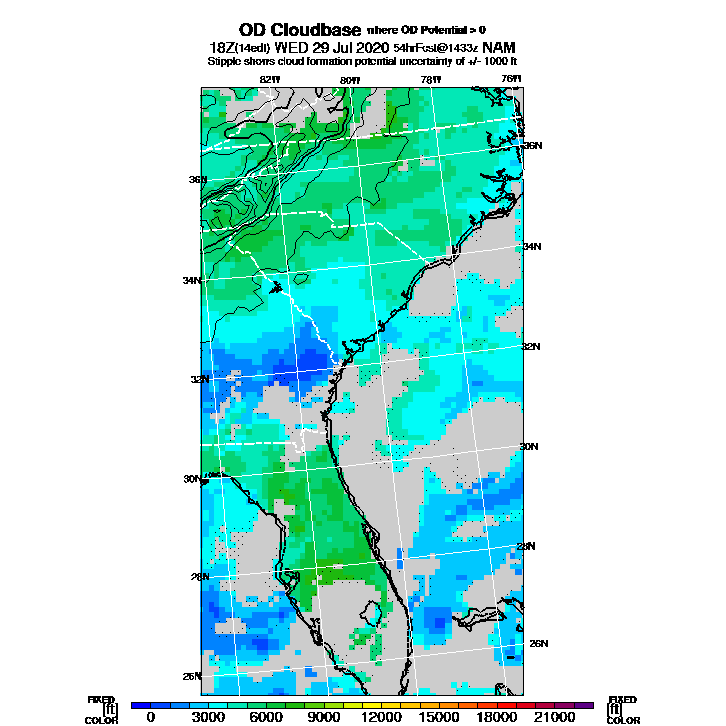 OD Cloudbase where OD Potential > 0
18Z(14edt) WED 29 Jul 2020 54hrFcst@1433z NAM
Stipple shows cloud formation potential uncertainty of +/- 1000 ft
82W 80W 78W 76W
36N
36N
34N
34N
32N
32N
30N
30N
28N
28N
26N
26N
FIXED FIXED
[ft] [ft]
COLOR 0 3000 6000 9000 12000 15000 18000 21000 COLOR